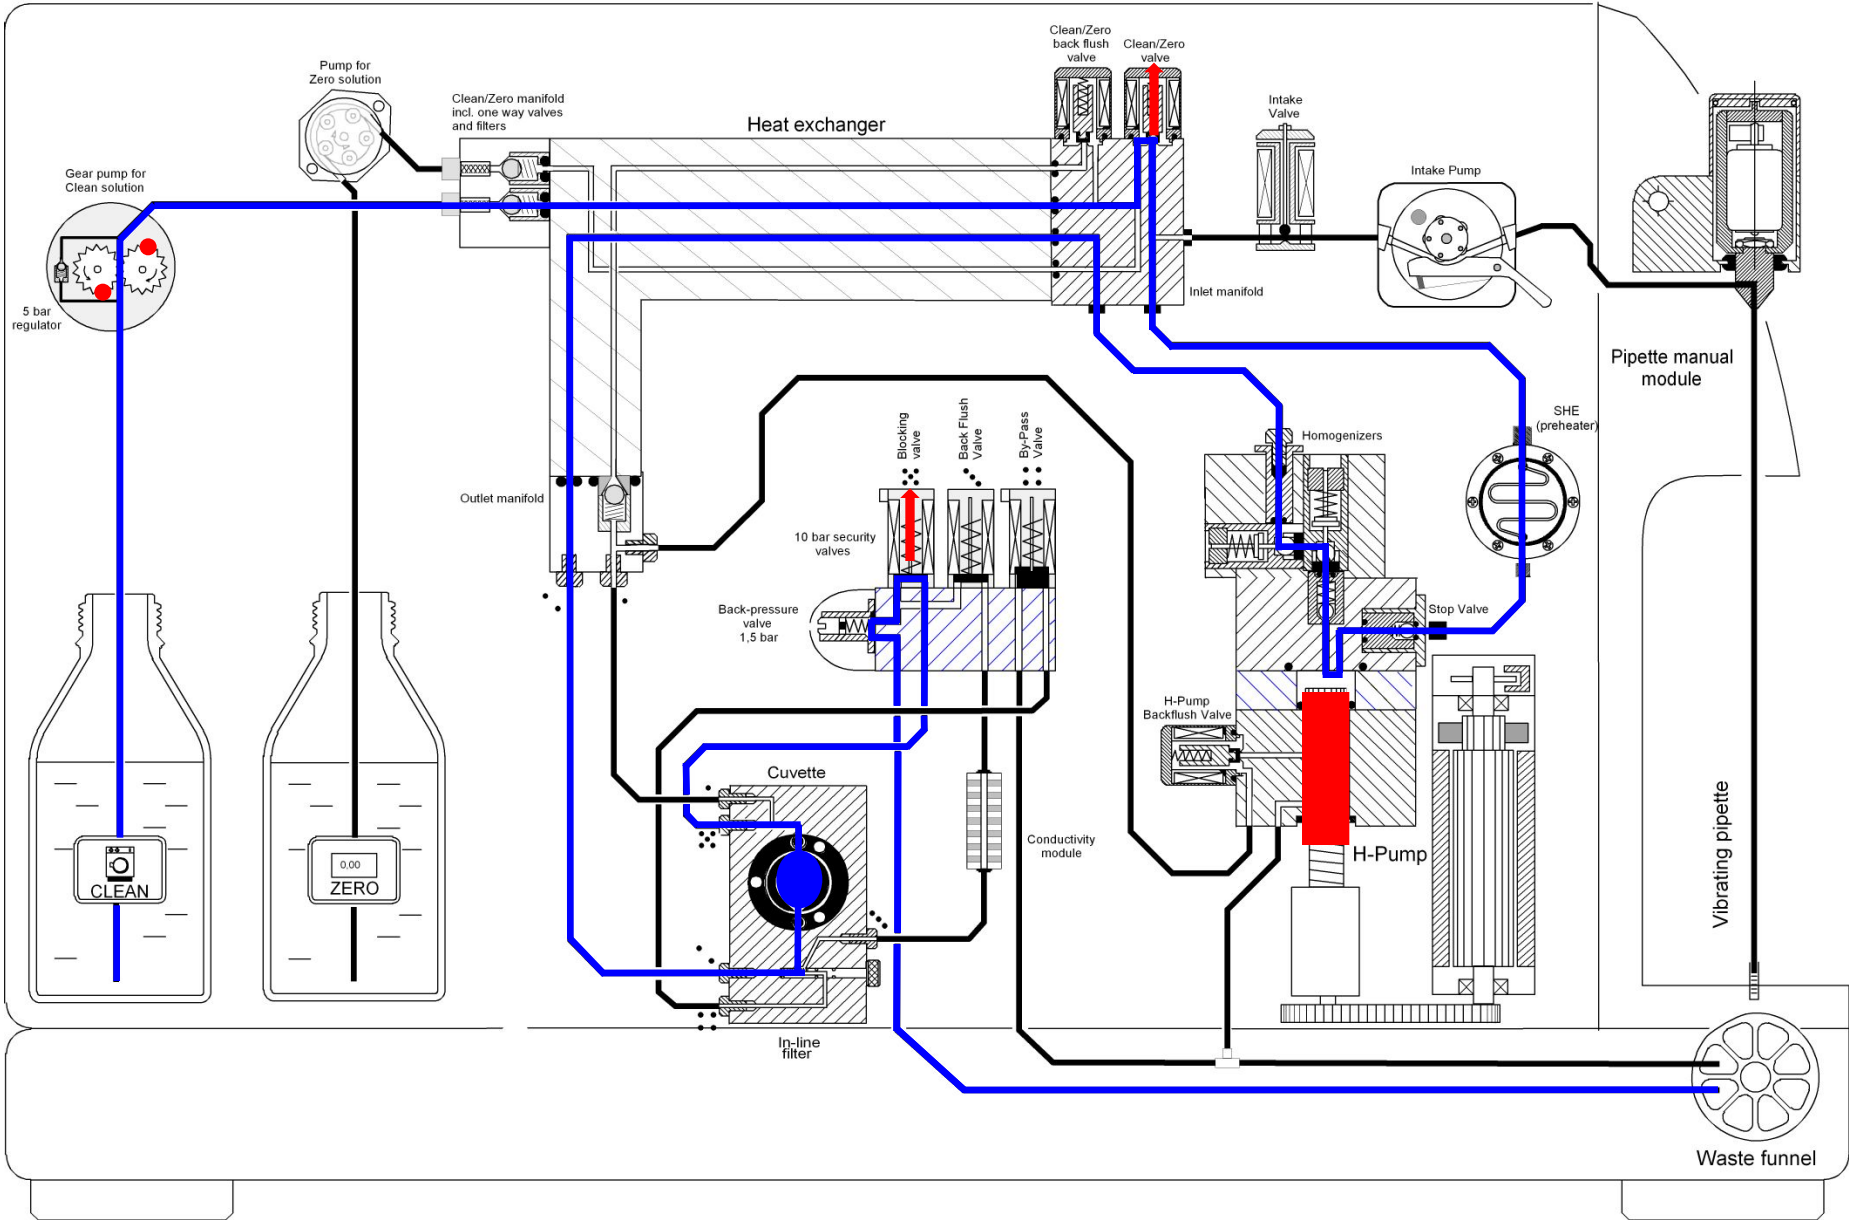 Clean/Zero
back flush
valve
Clean/Zero
valve
Pump for
Zero solution
Clean/Zero manifold
incl. one way valves
and filters
Heat exchanger
Intake
Valve
Gear pump for
Clean solution
Intake Pump
5 bar
regulator
Inlet manifold
Pipette manual
module
SHE
(preheater)
Blocking
valve
Back Flush
Valve
By-Pass
Valve
Homogenizers
Outlet manifold
10 bar security
valves
Back-pressure
valve
1,5 bar
Stop Valve
H-Pump
Backflush Valve
Cuvette
Conductivity
module
H-Pump
0,00
CLEAN
ZERO
Vibrating pipette
In-line
filter
Waste funnel